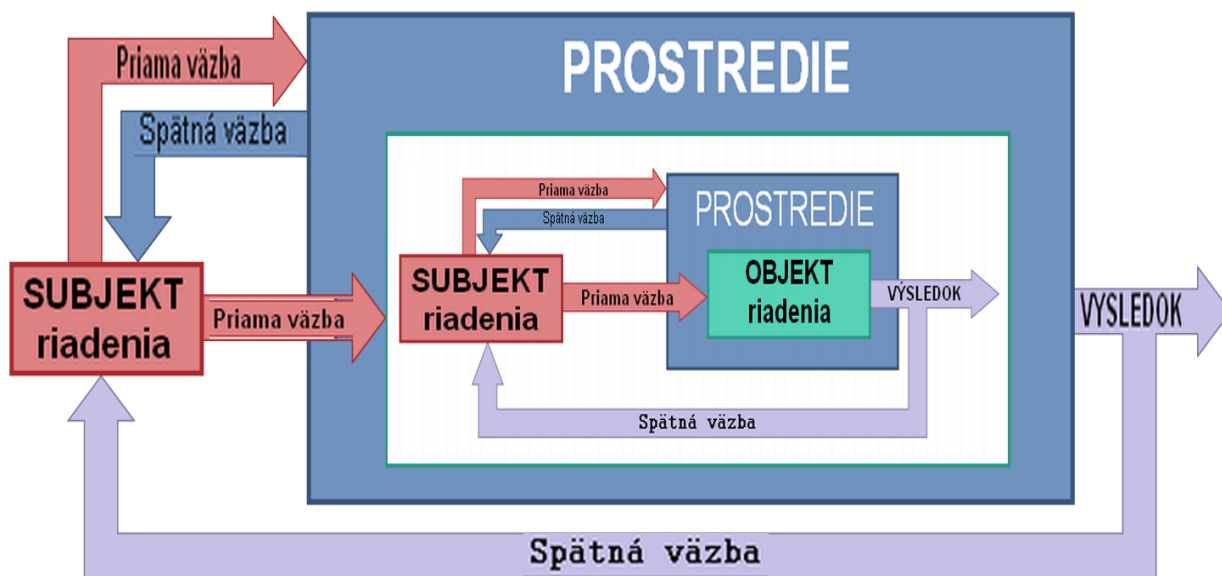 Priama väzba
PROSTREDIE
Spätná väzba
SUBJEKT
riadenia
Priama väzba
Priama väzba
Spätná väzba
PROSTREDIE
SUBJEKT
riadenia
Priama väzba
OBJEKT
riadenia
VÝSLEDOK
Spätná väzba
VYSLEDOK
Spätná väzba